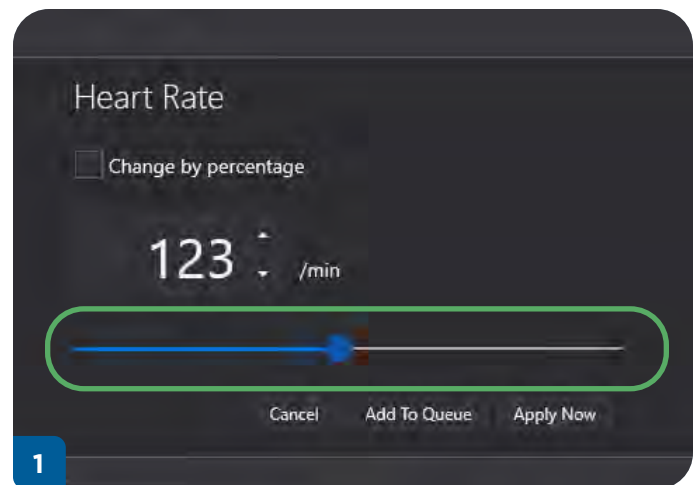 Heart Rate
Change by percentage
123 /min
Cancel Add To Queue Apply Now
1